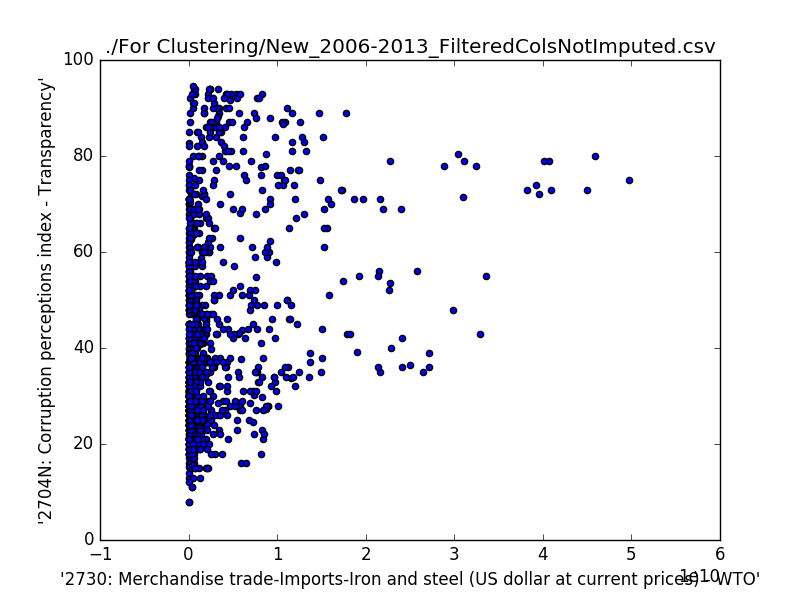 ./For Clustering/New_2006-2013_FilteredColsNotImputed.csv
100
80
60
40
20
0
'2704N: Corruption perceptions index - Transparency'
−1 0 1 2 3 4 5 6
1e10
'2730: Merchandise trade-Imports-Iron and steel (US dollar at current prices) - WTO'